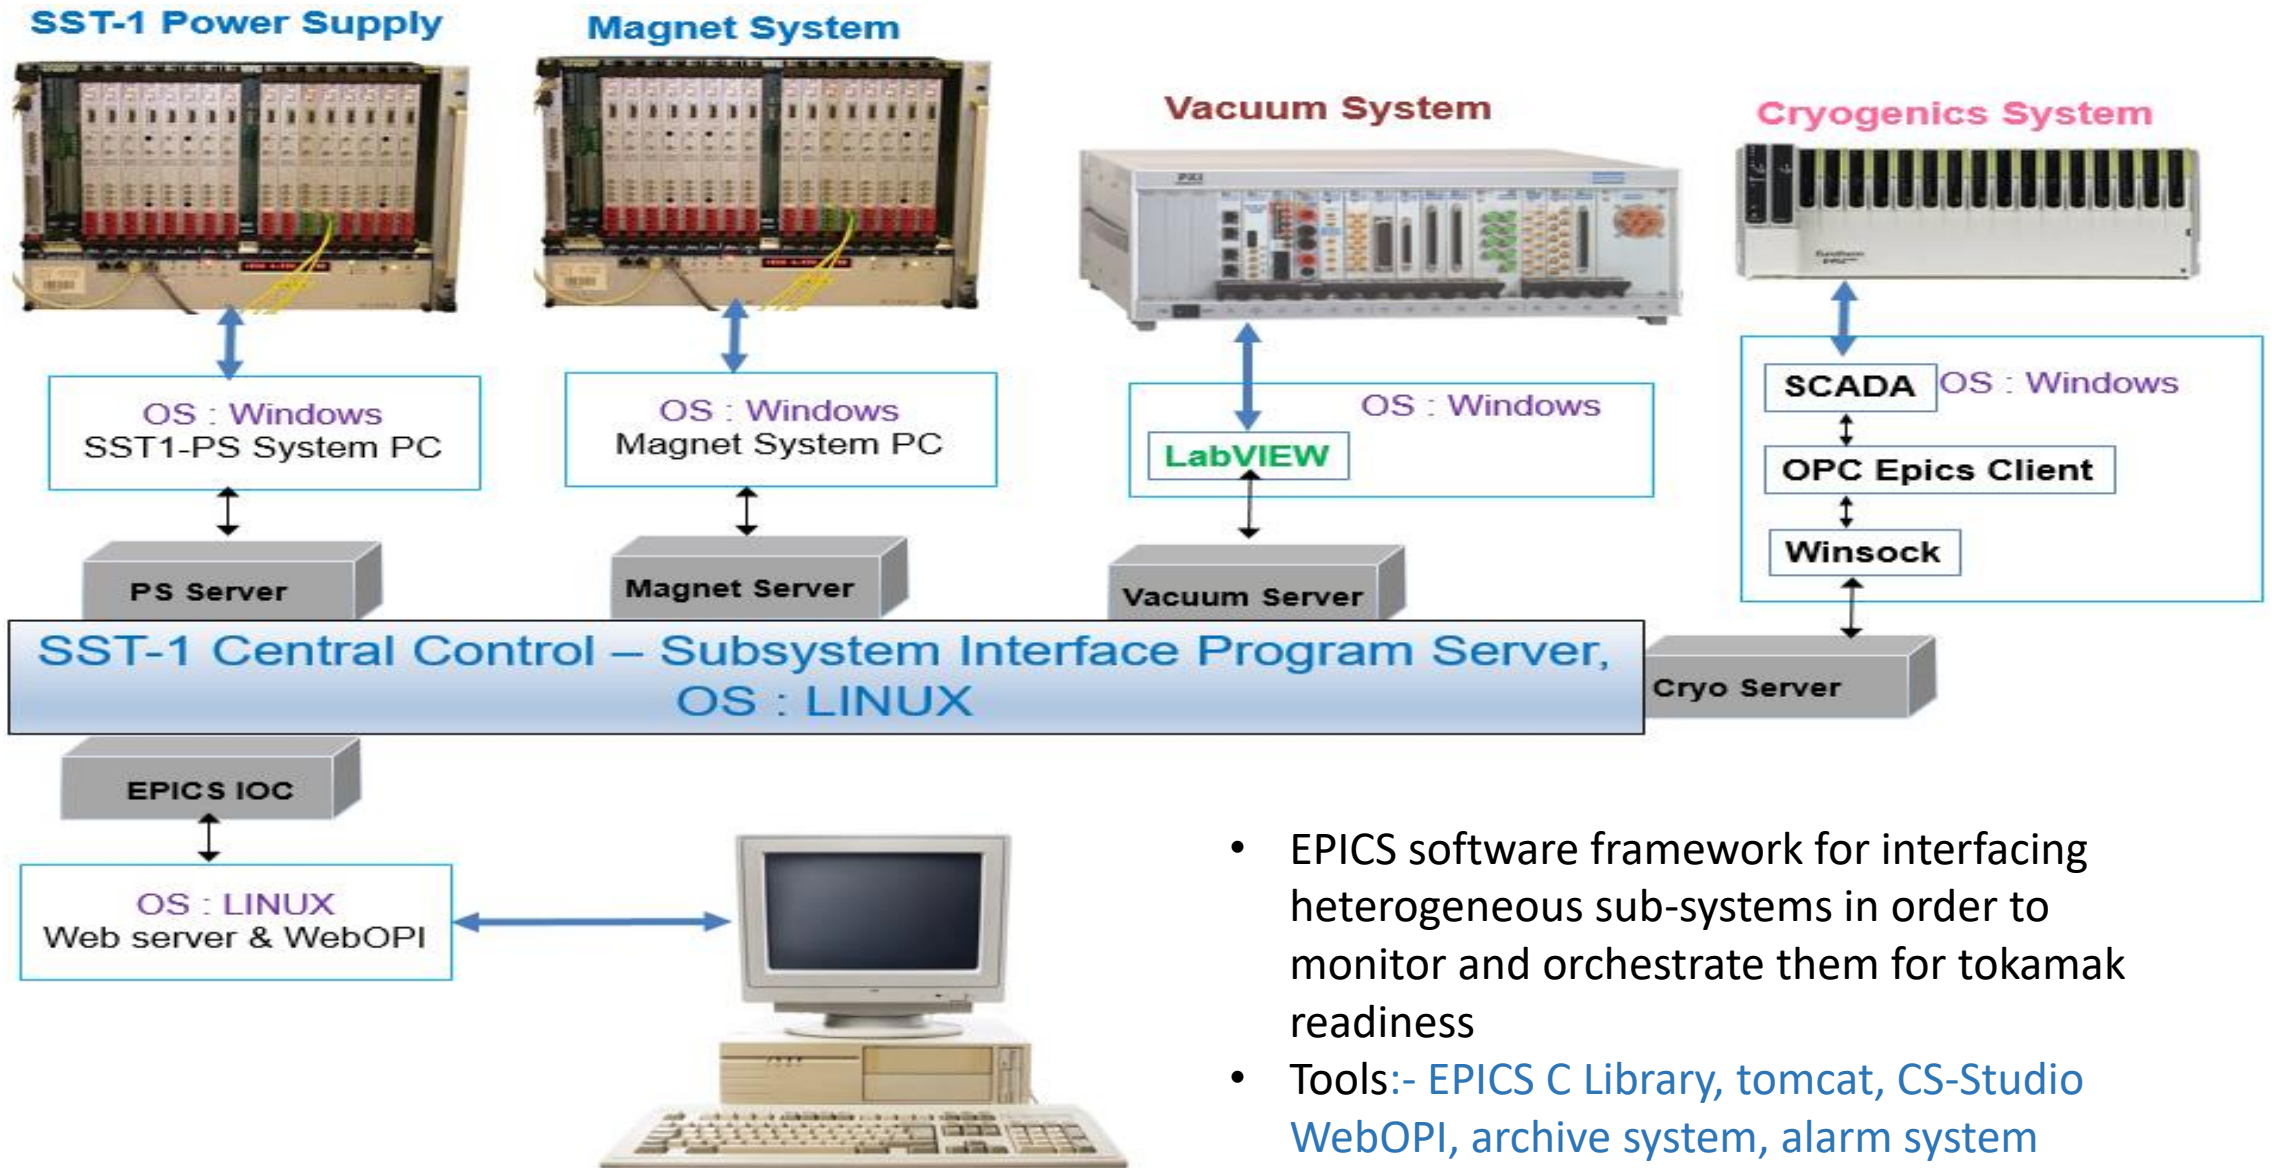 SST-1 Power Supply
Magnet System
Vacuum System
Cryogenics System
PXI
Eurotherm
OS : Windows
SST1-PS System PC
OS : Windows
Magnet System PC
OS : Windows
LabVIEW
SCADA
OS : Windows
OPC Epics Client
Winsock
PS Server
Magnet Server
Vacuum Server
Cryo Server
SST-1 Central Control – Subsystem Interface Program Server,
OS : LINUX
EPICS IOC
OS : LINUX
Web server & WebOPI
• EPICS software framework for interfacing
heterogeneous sub-systems in order to
monitor and orchestrate them for tokamak
readiness
• Tools:- EPICS C Library, tomcat, CS-Studio
WebOPI, archive system, alarm system